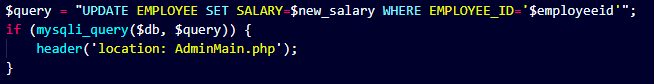 $query = "UPDATE EMPLOYEE SET SALARY=$new_salary WHERE EMPLOYEE_ID='$employeeid'";
if (mysqli_query($db, $query)) {
header('location: AdminMain.php');
}